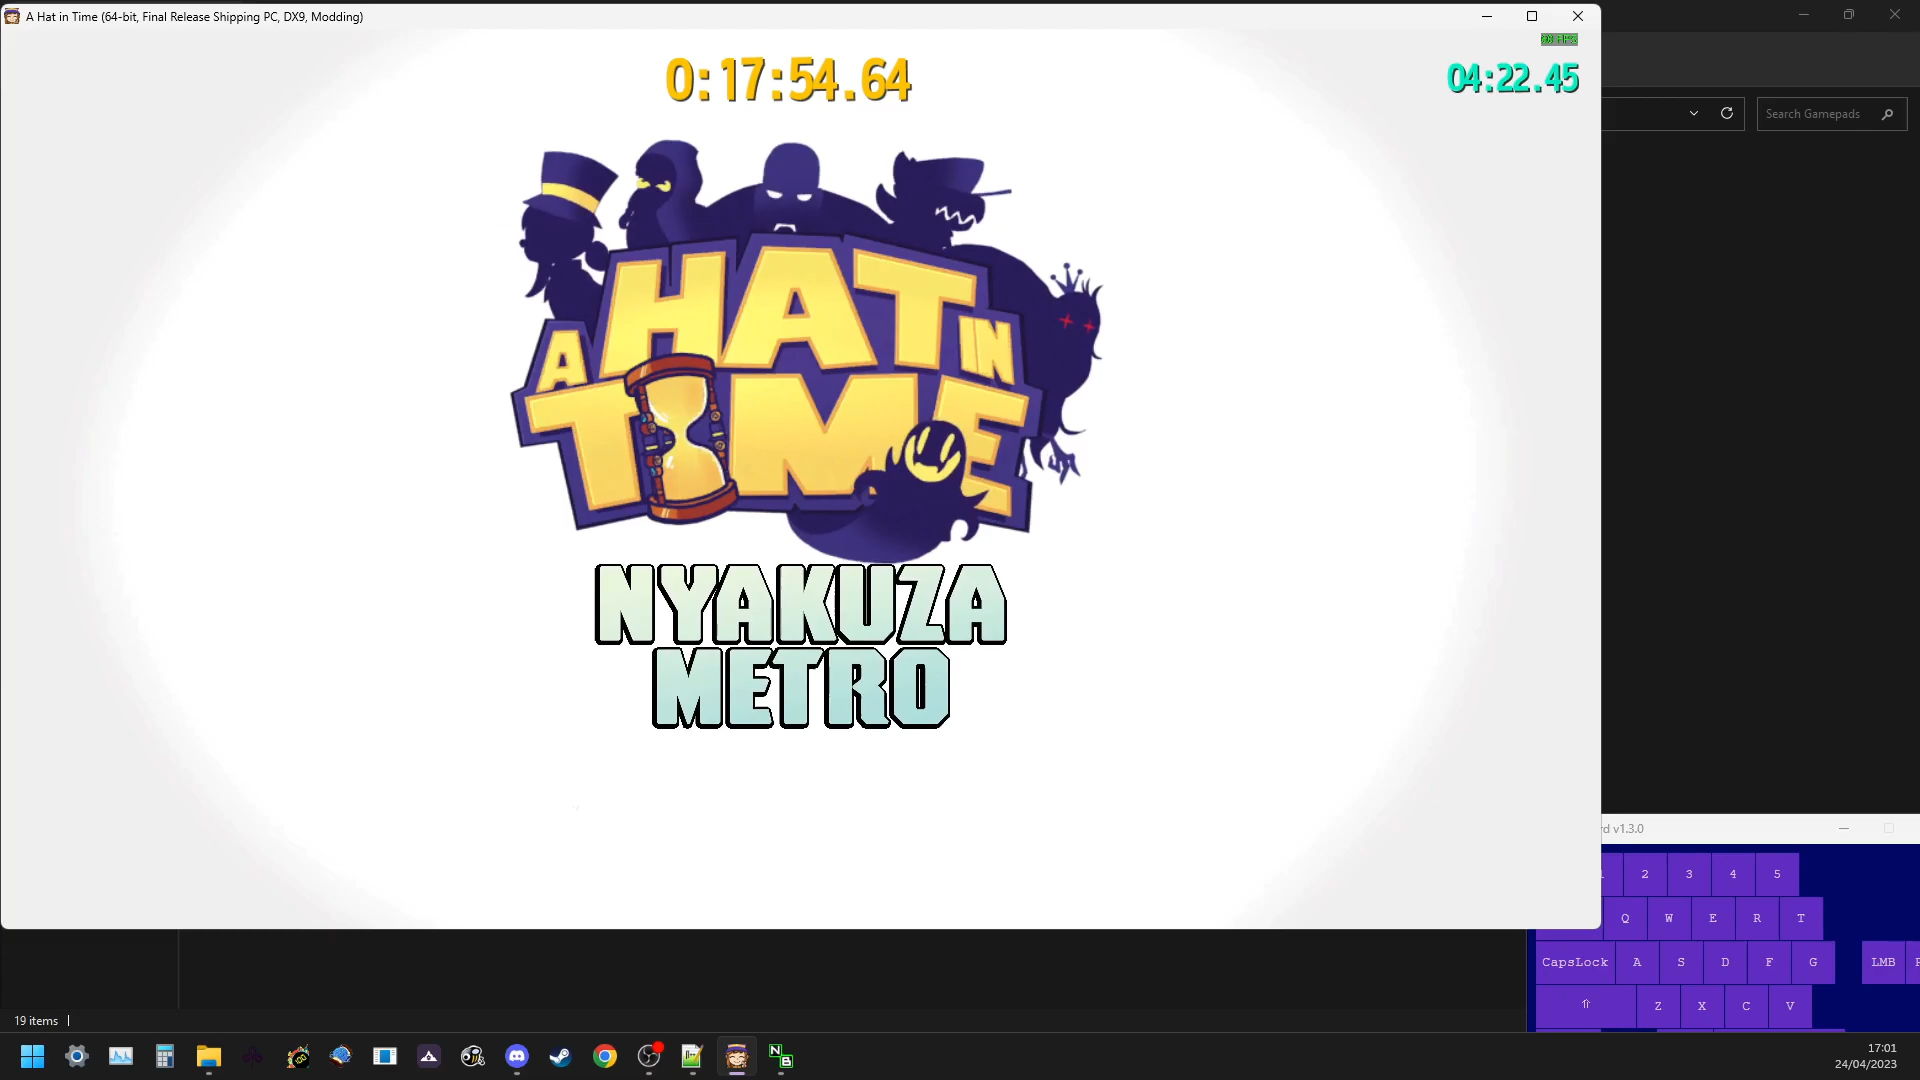 A Hat in Time (64-bit, Final Release Shipping PC, DX9, Modding)
0:17:54.64
04:22.45
Search Gamepads
A HAT IN
TIME
NYAKUZA
METRO
v1.3.0
2 3 4 5
Q W E R T
CapsLock A S D F G LMB
⇧ Z X C V
19 items
17:01
24/04/2023